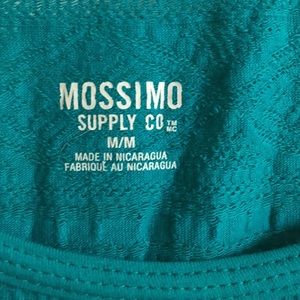 MOSSIMO
SUPPLY CO TM MC
M/M
MADE IN NICARAGUA
FABRIQUÉ AU NICARAGUA